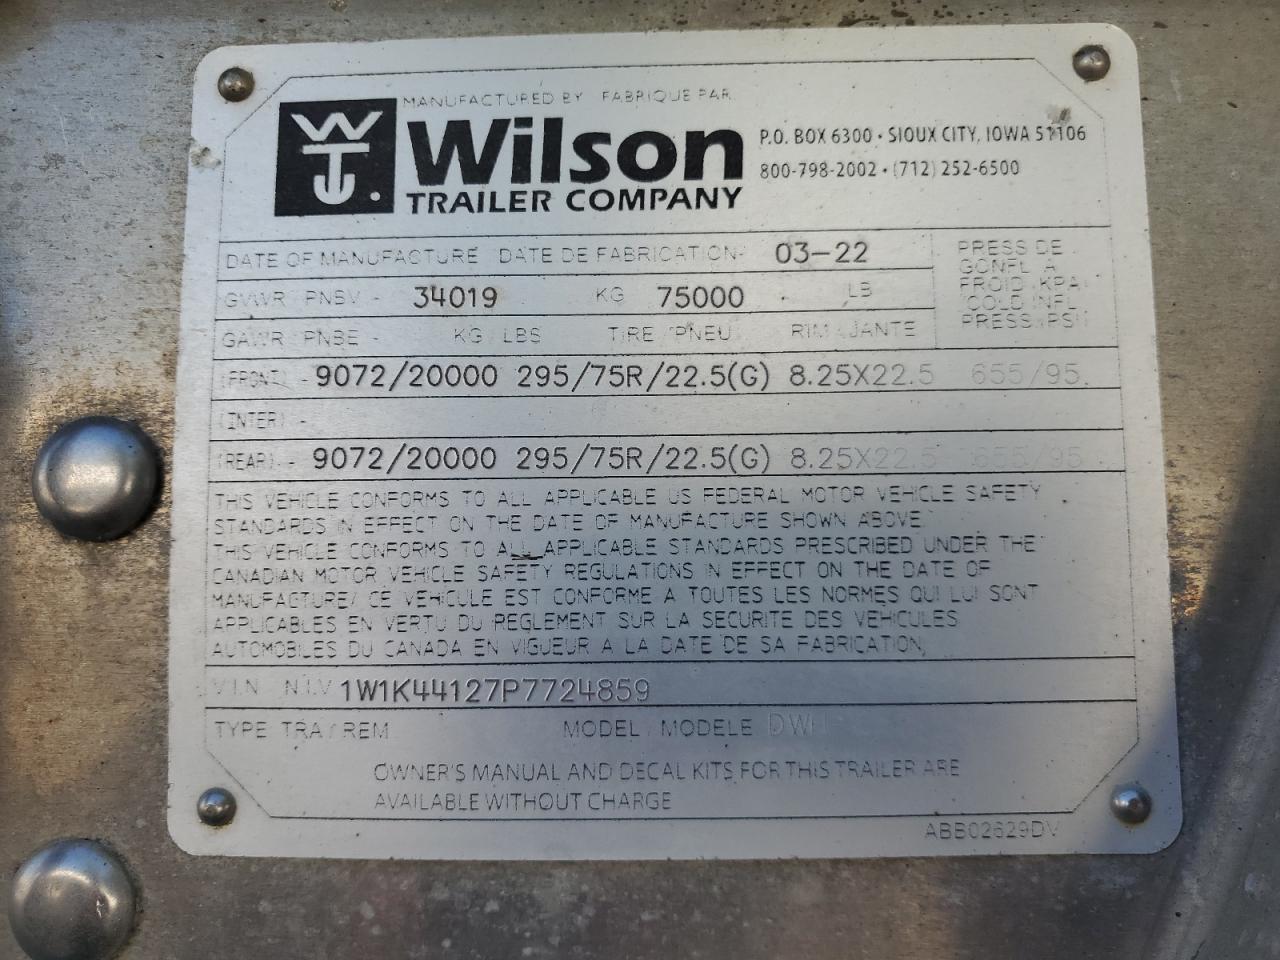 MANUFACTURED BY FABRIQUE PAR
Wilson
TRAILER COMPANY
P.O. BOX 6300 · SIOUX CITY, IOWA 51106
800-798-2002 · (712) 252-6500
DATE OF MANUFACTURE DATE DE FABRICATION- 03-22
GVWR PNBV - 34019 KG 75000 LB
GAWR PNBE - KG/LBS TIRE/PNEU RIM/JANTE
PRESS DE
GONFL A
FROID/KPA
COLD INFL
PRESS/PSI
(FRONT) - 9072/20000 295/75R/22.5(G) 8.25X22.5 655/95
(INTER) -
(REAR) - 9072/20000 295/75R/22.5(G) 8.25X22.5 655/95
THIS VEHICLE CONFORMS TO ALL APPLICABLE US FEDERAL MOTOR VEHICLE SAFETY
STANDARDS IN EFFECT ON THE DATE OF MANUFACTURE SHOWN ABOVE
THIS VEHICLE CONFORMS TO ALL APPLICABLE STANDARDS PRESCRIBED UNDER THE
CANADIAN MOTOR VEHICLE SAFETY REGULATIONS IN EFFECT ON THE DATE OF
MANUFACTURE/ CE VEHICULE EST CONFORME A TOUTES LES NORMES QUI LUI SONT
APPLICABLES EN VERTU DU REGLEMENT SUR LA SECURITE DES VEHICULES
AUTOMOBILES DU CANADA EN VIGUEUR A LA DATE DE SA FABRICATION,
V.I.N. N.I.V 1W1K44127P7724859
TYPE TRA/REM MODEL/MODELE
OWNER'S MANUAL AND DECAL KITS FOR THIS TRAILER ARE
AVAILABLE WITHOUT CHARGE
ABB02629DV